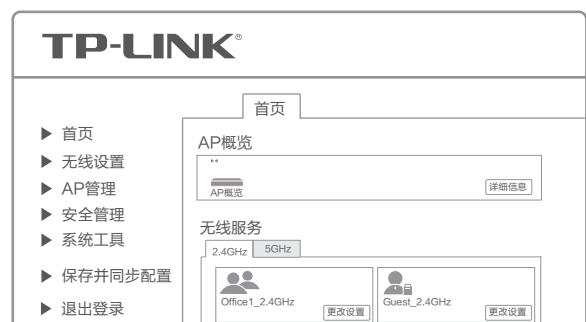 TP-LINK®
首页
首页
无线设置
AP管理
安全管理
系统工具
保存并同步配置
退出登录
AP概览
AP概览
详细信息
无线服务
2.4GHz 5GHz
Office1_2.4GHz
更改设置
Guest_2.4GHz
更改设置